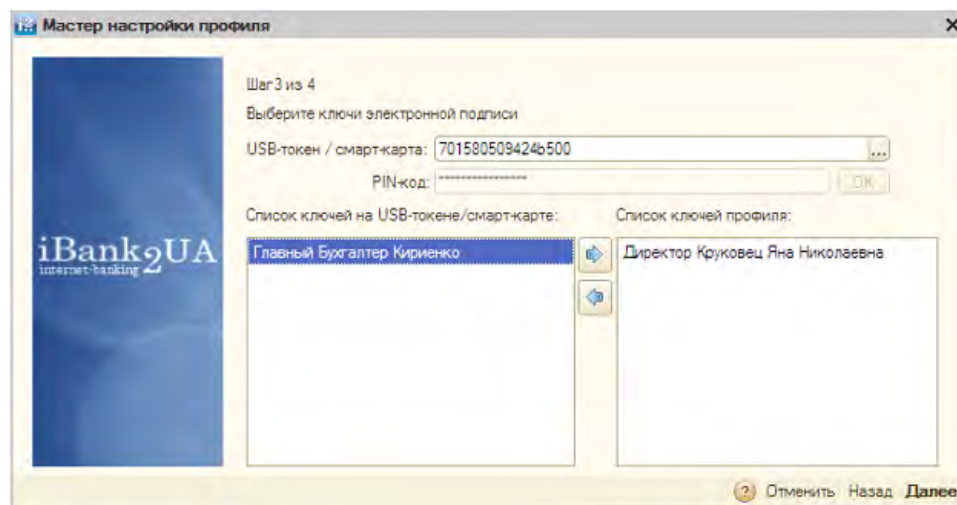 Мастер настройки профиля
Шаг 3 из 4
Выберите ключи электронной подписи
USB-токен / смарт-карта: 701580509424b500 ...
PIN-код: **************** OK
Список ключей на USB-токене/смарт-карте: Список ключей профиля:
Главный Бухгалтер Кириенко Директор Круковец Яна Николаевна
iBank2UA
internet-banking
? Отменить Назад Далее